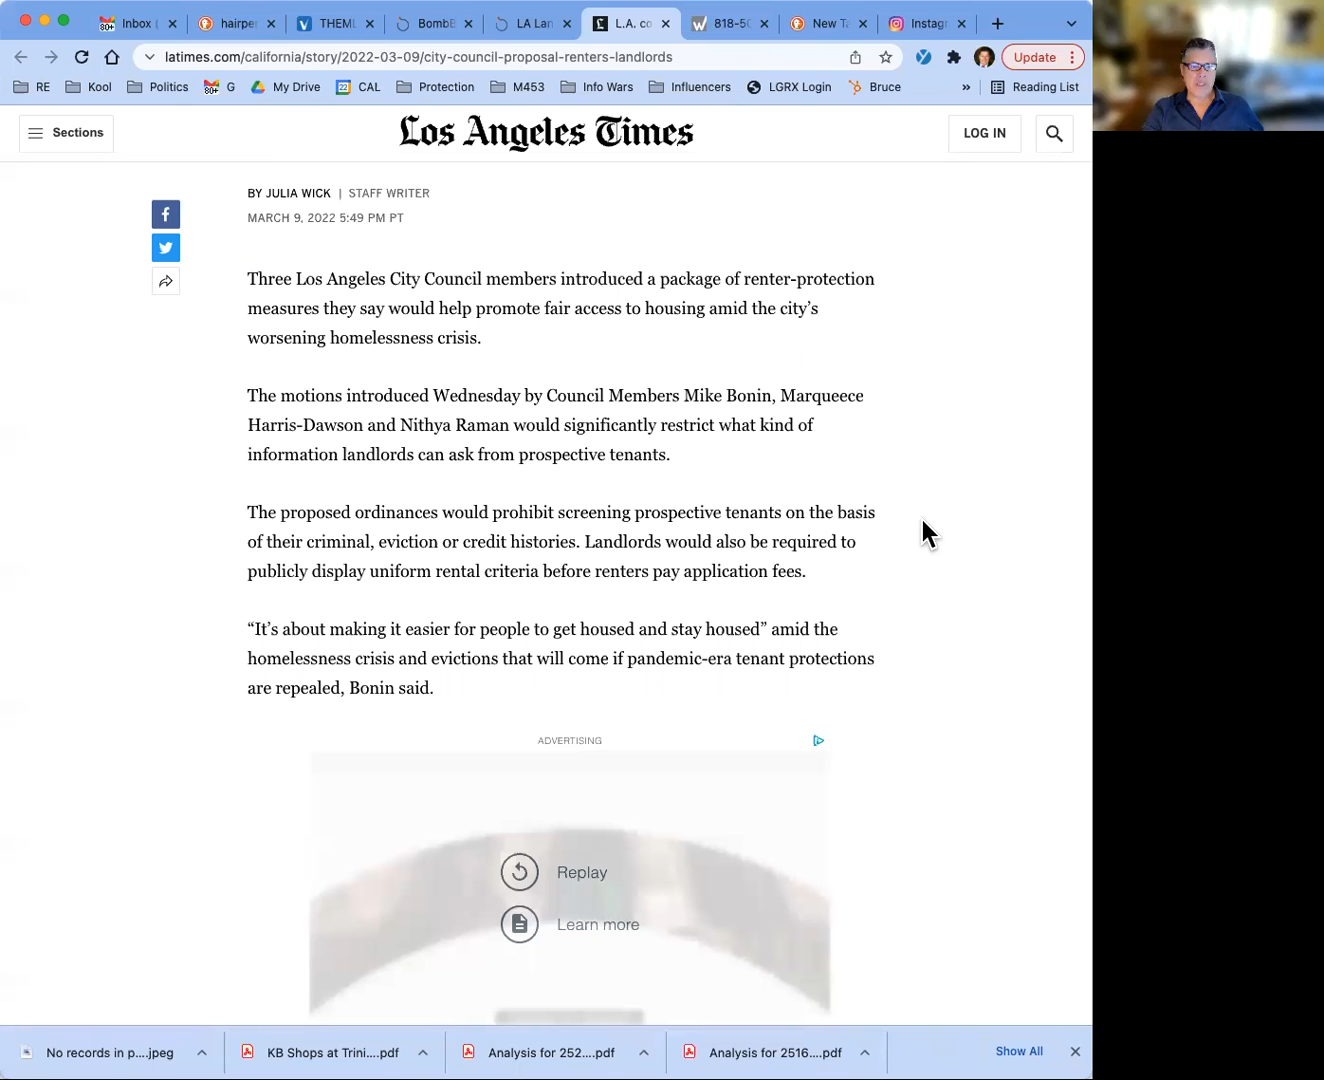 Inbox (
hairpe
THEML
BombB
LA Lan
L.A. co
818-50
New Ta
Instagr
latimes.com/california/story/2022-03-09/city-council-proposal-renters-landlords
Update
RE
Kool
Politics
80+ G
My Drive
22 CAL
Protection
M453
Info Wars
Influencers
LGRX Login
Bruce
»
Reading List
Sections
Los Angeles Times
LOG IN
BY JULIA WICK | STAFF WRITER
MARCH 9, 2022 5:49 PM PT
Three Los Angeles City Council members introduced a package of renter-protection
measures they say would help promote fair access to housing amid the city’s
worsening homelessness crisis.
The motions introduced Wednesday by Council Members Mike Bonin, Marqueece
Harris-Dawson and Nithya Raman would significantly restrict what kind of
information landlords can ask from prospective tenants.
The proposed ordinances would prohibit screening prospective tenants on the basis
of their criminal, eviction or credit histories. Landlords would also be required to
publicly display uniform rental criteria before renters pay application fees.
“It’s about making it easier for people to get housed and stay housed” amid the
homelessness crisis and evictions that will come if pandemic-era tenant protections
are repealed, Bonin said.
ADVERTISING
Replay
Learn more
No records in p....jpeg
KB Shops at Trini....pdf
Analysis for 252....pdf
Analysis for 2516....pdf
Show All